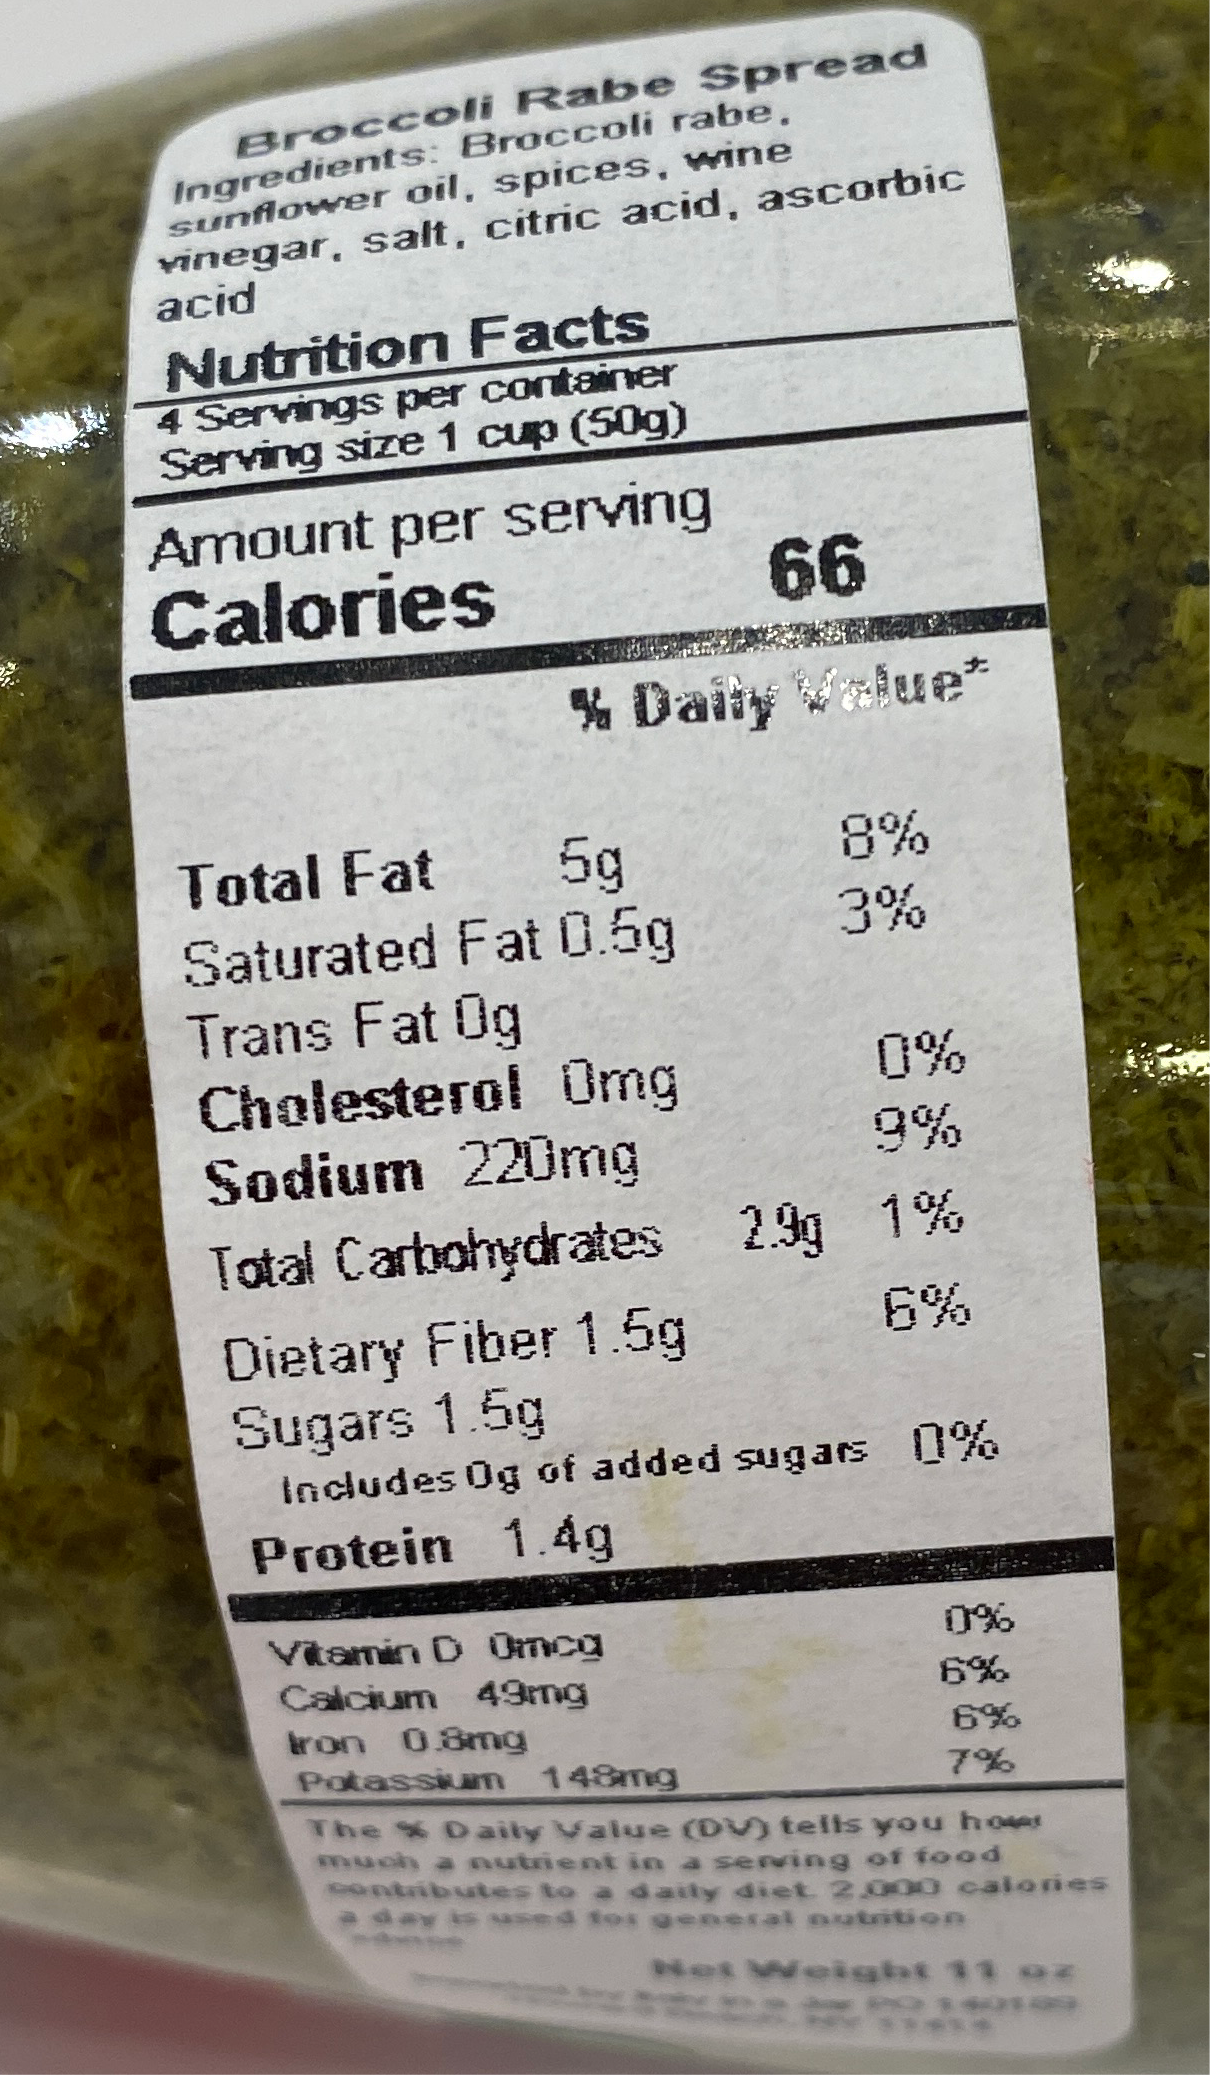 Broccoli Rabe Spread
Ingredients: Broccoli rabe,
sunflower oil, spices, wine
vinegar, salt, citric acid, ascorbic
acid
Nutrition Facts
4 Servings per container
Serving size 1 cup (50g)
Amount per serving
Calories 66
% Daily Value*
Total Fat 5g 8%
Saturated Fat 0.5g 3%
Trans Fat 0g
Cholesterol 0mg 0%
Sodium 220mg 9%
Total Carbohydrates 2.9g 1%
Dietary Fiber 1.5g 6%
Sugars 1.5g
Includes 0g of added sugars 0%
Protein 1.4g
Vitamin D 0mcg 0%
Calcium 49mg 6%
Iron 0.8mg 6%
Potassium 148mg 7%
The % Daily Value (DV) tells you how
much a nutrient in a serving of food
contributes to a daily diet. 2,000 calories
a day is used for general nutrition
Net Weight 11 oz